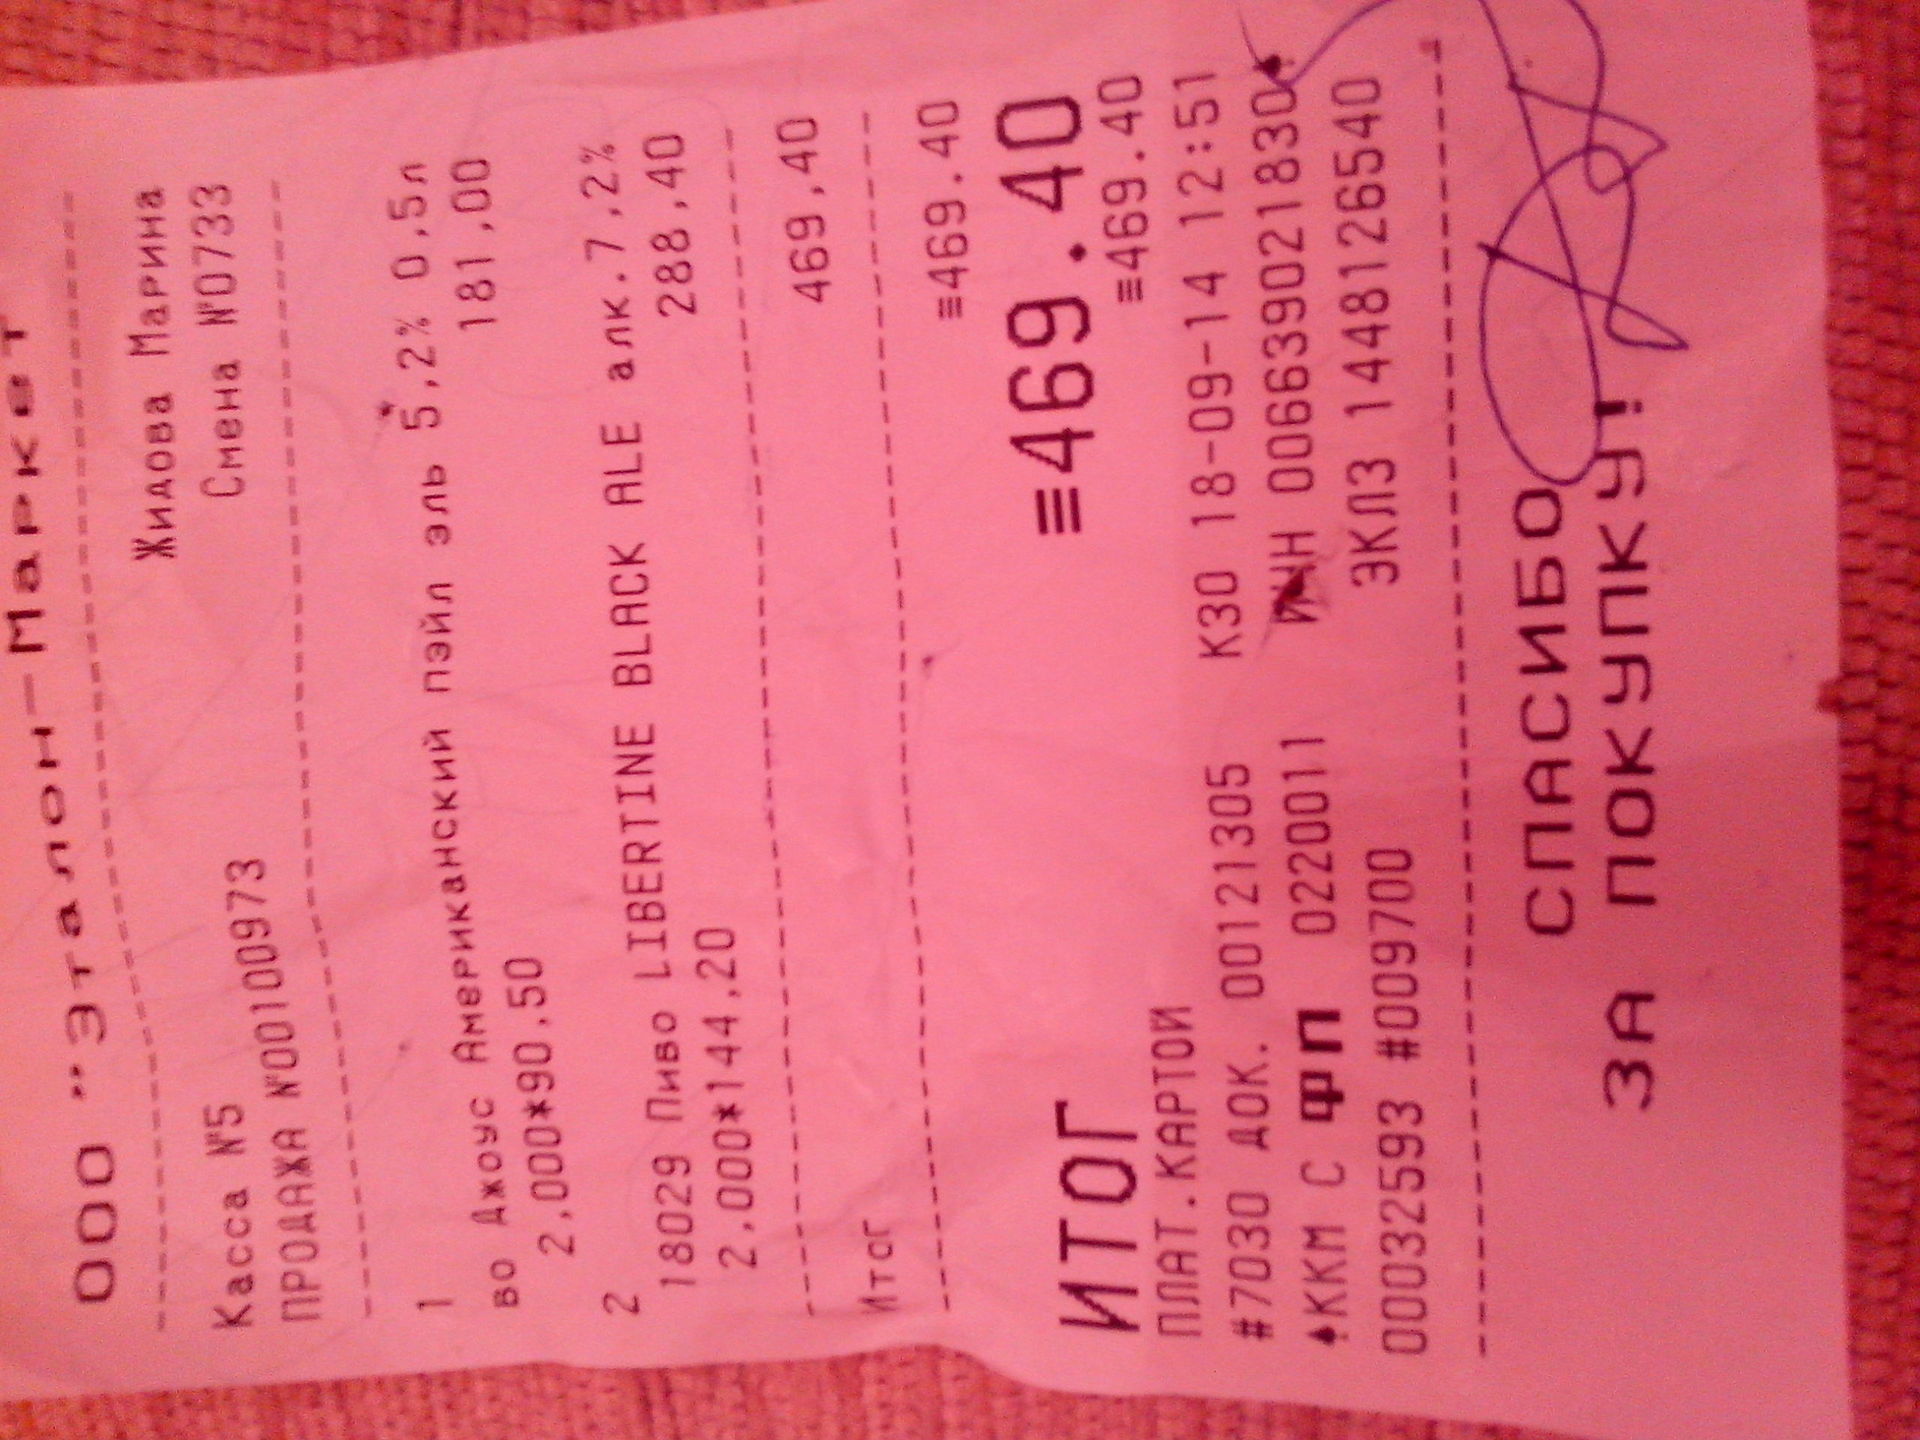 ООО "Эталон-Маркет
Жидова Марина
Касса №5 Смена №0733
ПРОДАЖА №00100973
1
во Джоус Американский пэйл эль 5,2% 0,5л
2,000*90,50 181,00
2
18029 Пиво LIBERTINE BLACK ALE алк.7,2%
2,000*144,20 288,40
Итог 469,40
≡469.40
ИТОГ ≡469.40
ПЛАТ.КАРТОЙ ≡469.40
#7030 ДОК. 00121305 КЗО 18-09-14 12:51
ККМ С ФП 0220011 ИНН 006639021830
00032593 #009700 ЭКЛЗ 1448126540
СПАСИБО
ЗА ПОКУПКУ!